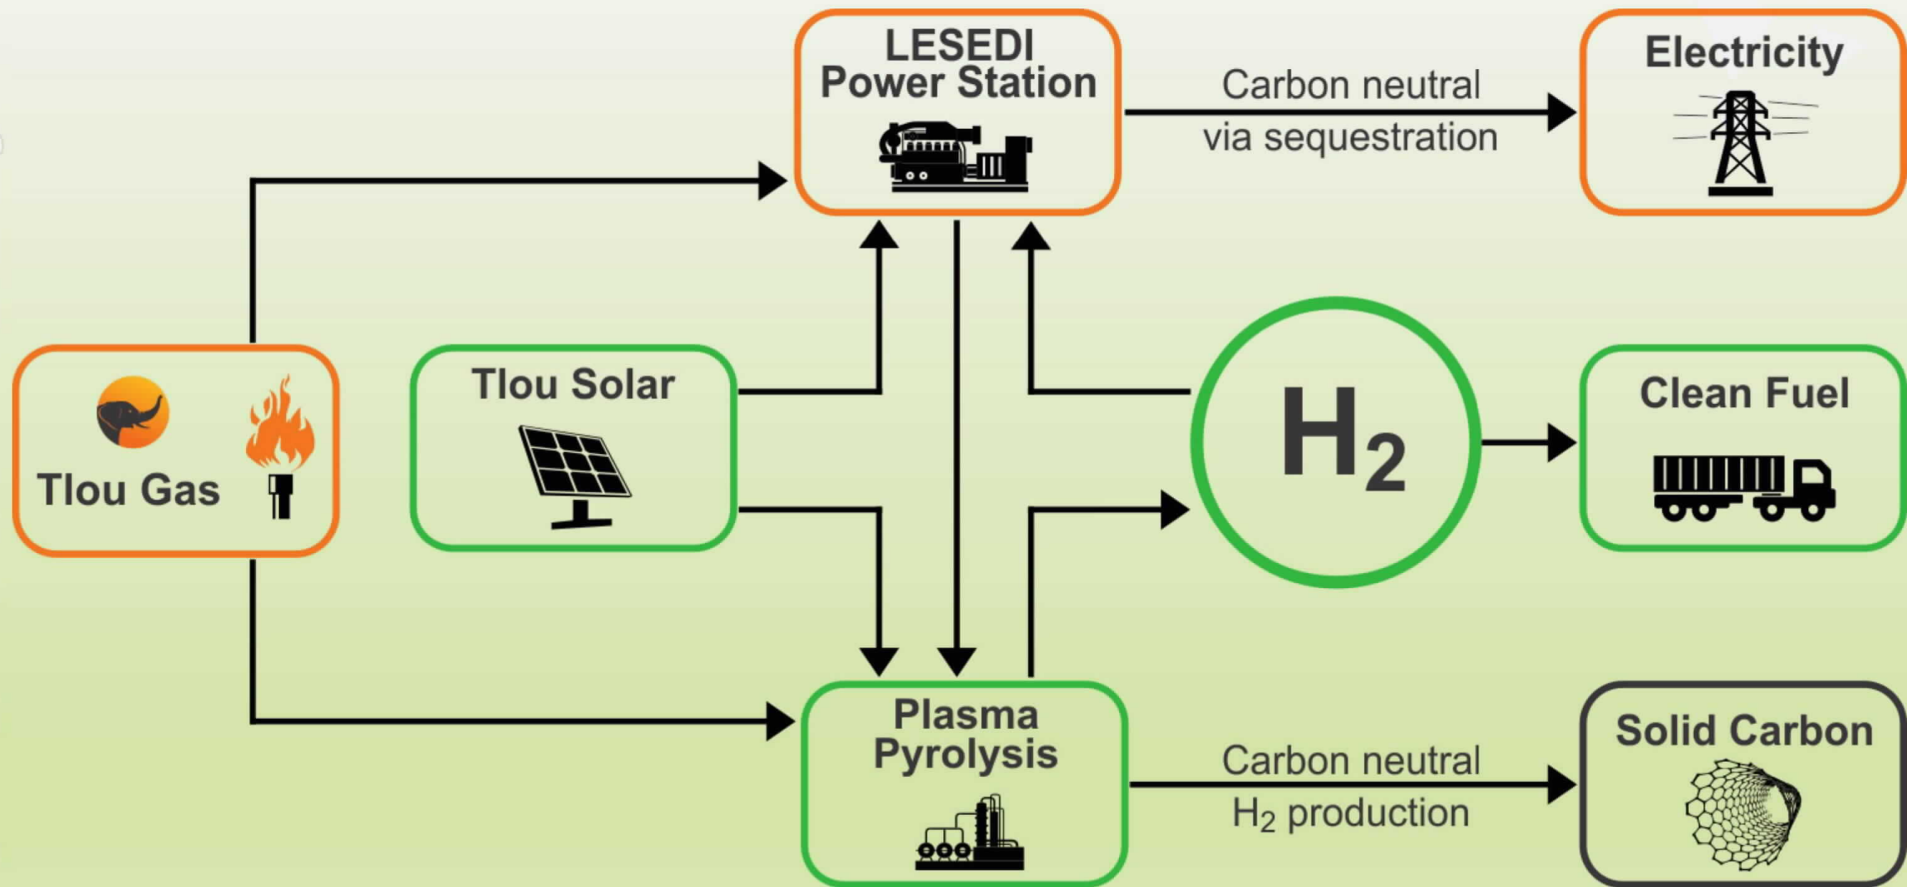 LESEDI
Power Station
Carbon neutral
via sequestration
Electricity
Tlou Gas
Tlou Solar
H₂
Clean Fuel
Plasma
Pyrolysis
Carbon neutral
H₂ production
Solid Carbon